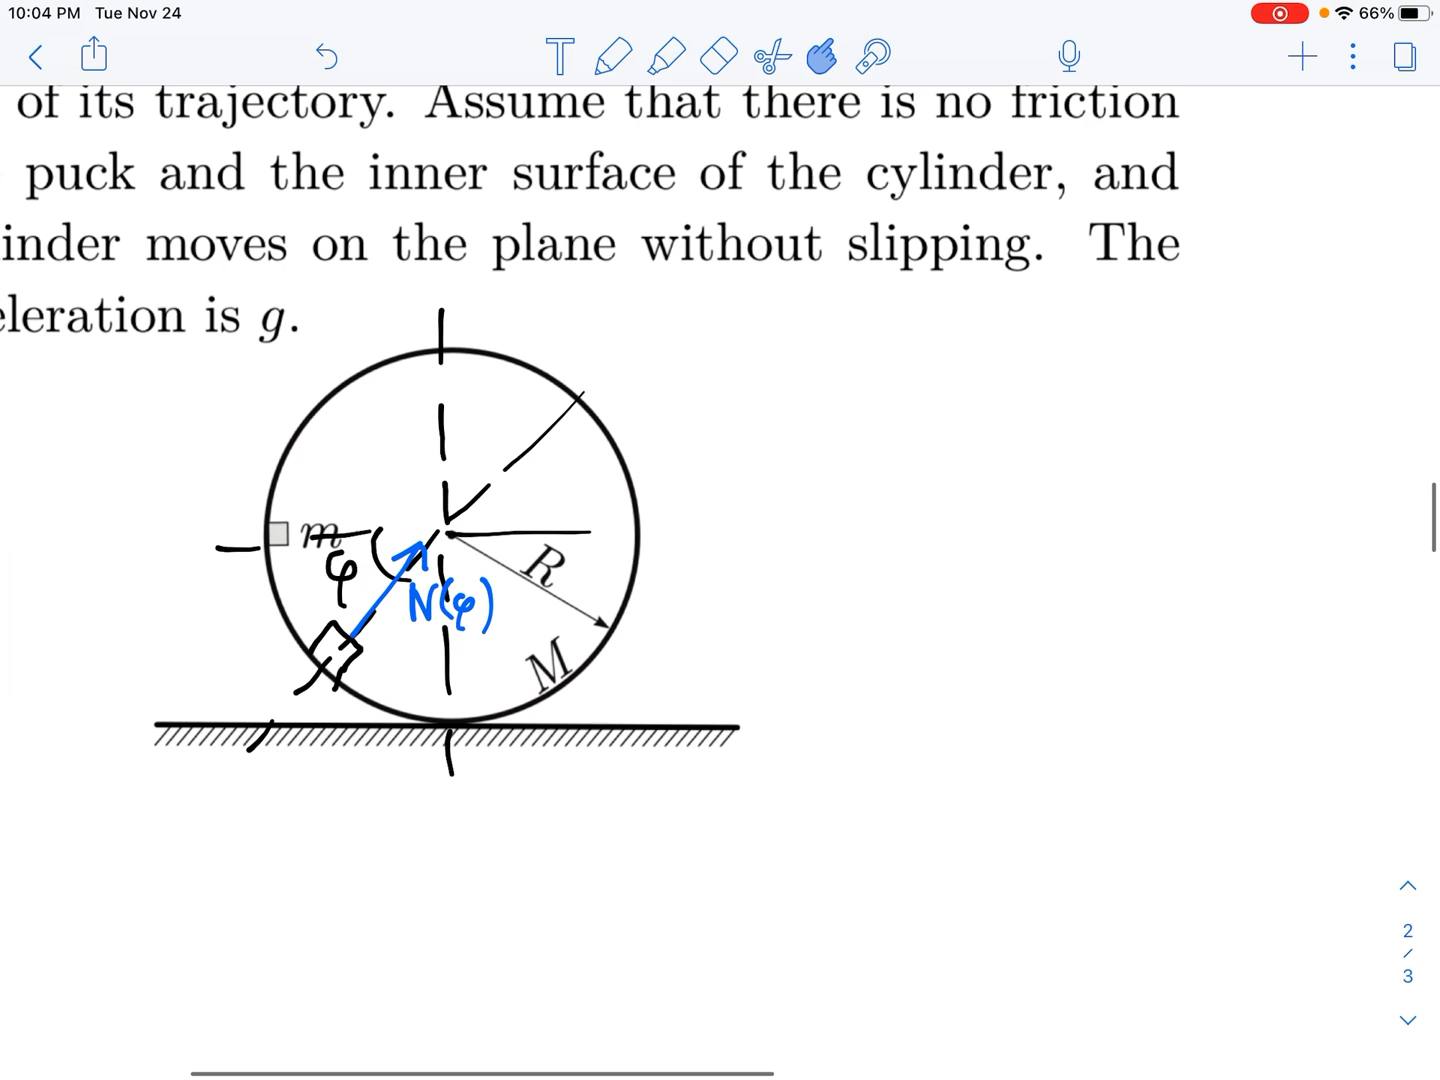 10:04 PM Tue Nov 24
66%
T
of its trajectory. Assume that there is no friction
puck and the inner surface of the cylinder, and
inder moves on the plane without slipping. The
eleration is g.
m
φ
N(φ)
R
M
2
/
3